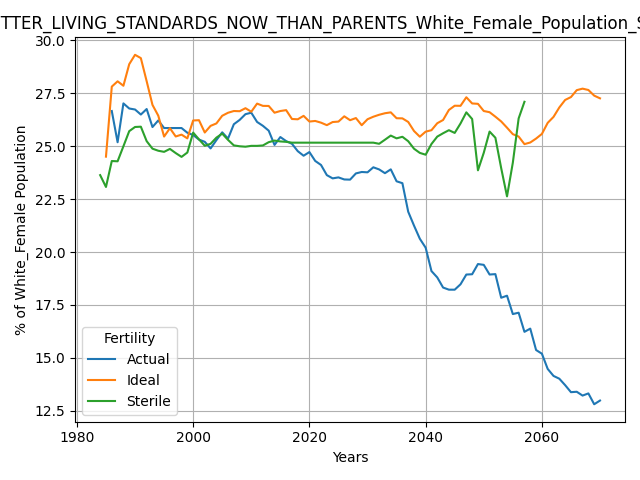 TTER_LIVING_STANDARDS_NOW_THAN_PARENTS_White_Female_Population_S
30.0
27.5
25.0
22.5
20.0
17.5
15.0
12.5
% of White_Female Population
Fertility
Actual
Ideal
Sterile
1980
2000
2020
2040
2060
Years